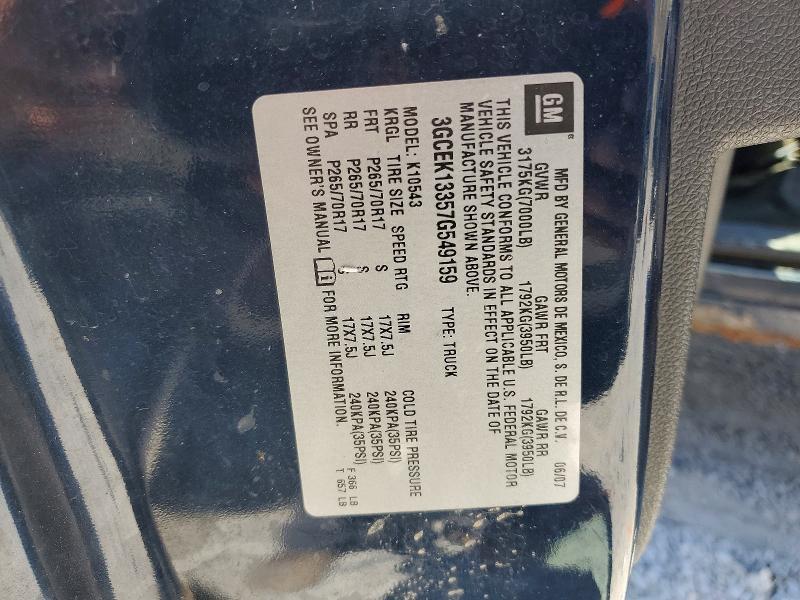 GM
®
MFD BY GENERAL MOTORS DE MEXICO, S. DE R.L. DE C.V. 06/07
GVWR GAWR FRT GAWR RR
3175KG(7000LB) 1792KG(3950LB) 1792KG(3950LB)
THIS VEHICLE CONFORMS TO ALL APPLICABLE U.S. FEDERAL MOTOR
VEHICLE SAFETY STANDARDS IN EFFECT ON THE DATE OF
MANUFACTURE SHOWN ABOVE.
3GCEK13357G549159 TYPE: TRUCK
MODEL: K10543
KRGL TIRE SIZE SPEED RTG RIM COLD TIRE PRESSURE
FRT P265/70R17 S 17X7.5J 240KPA(35PSI)
RR P265/70R17 S 17X7.5J 240KPA(35PSI)
SPA P265/70R17 17X7.5J 240KPA(35PSI)
SEE OWNER'S MANUAL i FOR MORE INFORMATION.
F 366 LB
T 657 LB